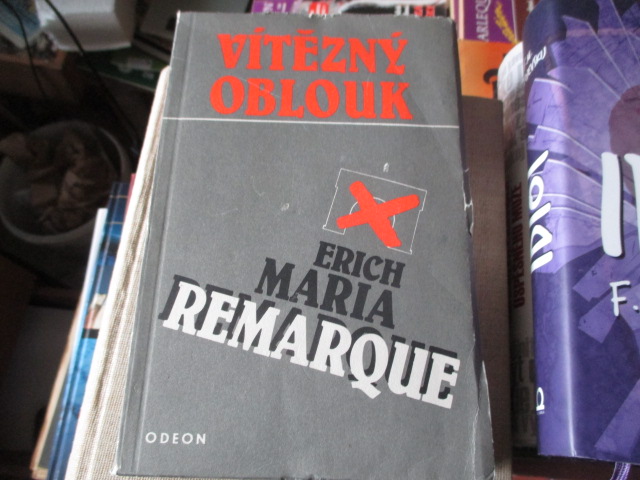 VÍTĚZNÝ
OBLOUK
ERICH
MARIA
REMARQUE
ODEON
F.